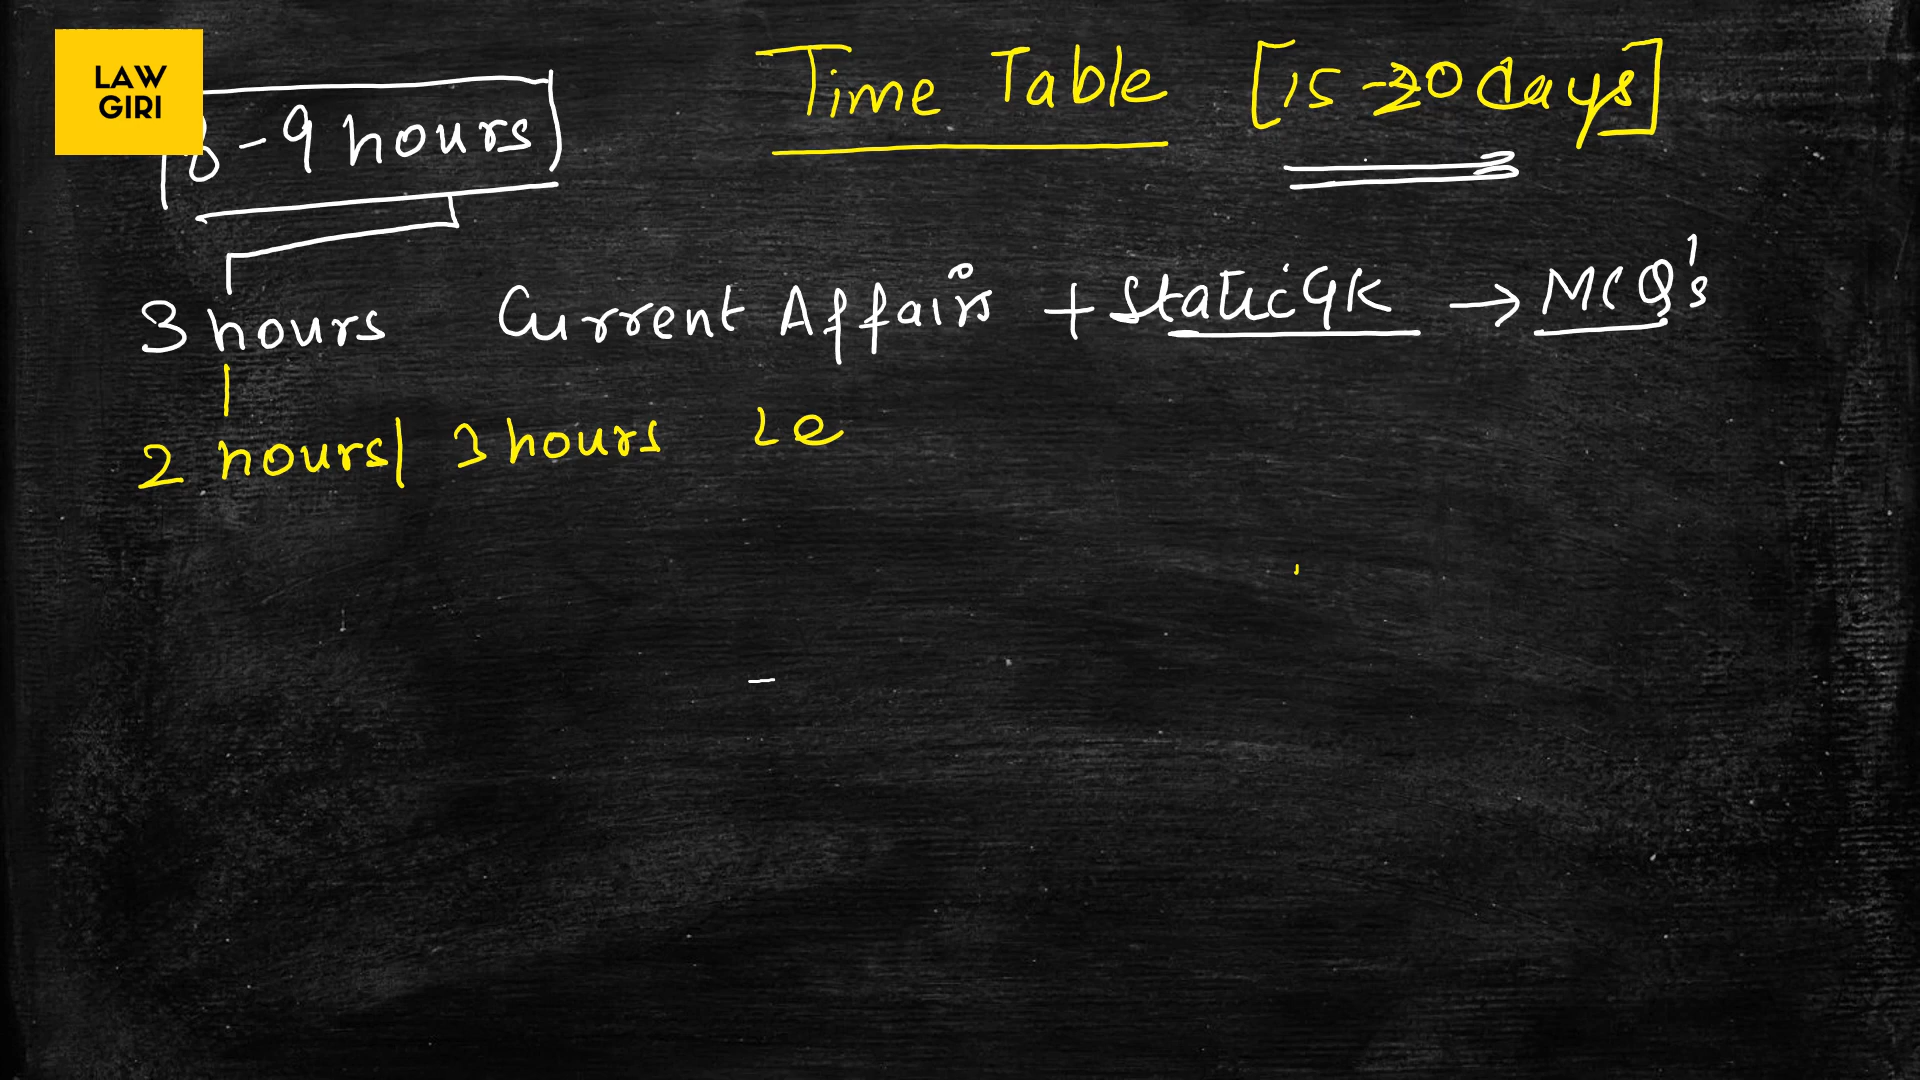 LAW
GIRI
Time Table [15-20 days]
8-9 hours
3 hours Current Affairs + Static GK → MCQ's
2 hours| 3 hours Le